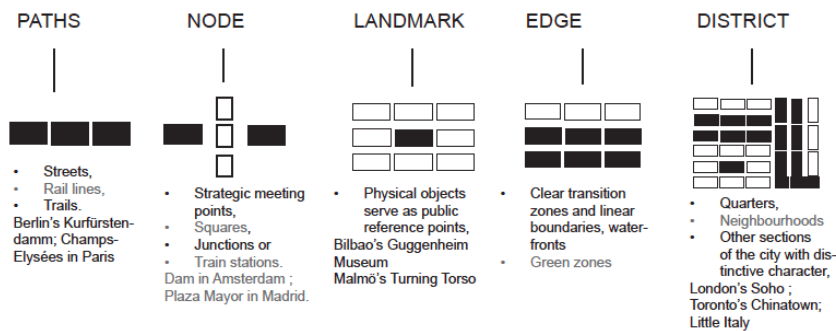 PATHS
NODE
LANDMARK
EDGE
DISTRICT
• Streets,
• Rail lines,
• Trails.
Berlin's Kurfürsten-
damm; Champs-
Elysées in Paris
• Strategic meeting
points,
• Squares,
• Junctions or
• Train stations.
Dam in Amsterdam ;
Plaza Mayor in Madrid.
• Physical objects
serve as public
reference points,
Bilbao's Guggenheim
Museum
Malmö's Turning Torso
• Clear transition
zones and linear
boundaries, water-
fronts
• Green zones
• Quarters,
• Neighbourhoods
• Other sections
of the city with dis-
tinctive character,
London's Soho ;
Toronto's Chinatown;
Little Italy